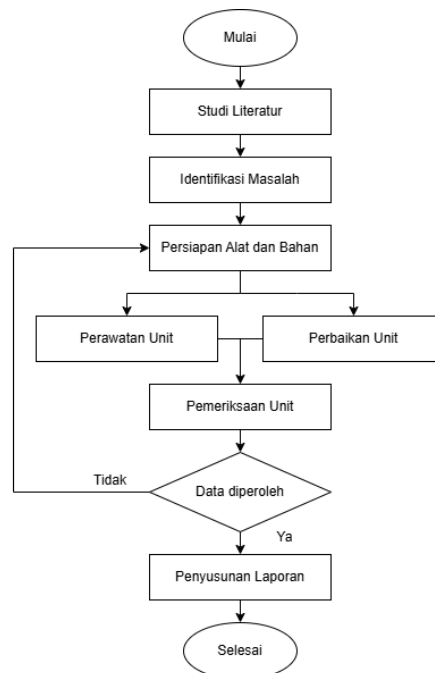 Mulai
Studi Literatur
Identifikasi Masalah
Persiapan Alat dan Bahan
Perawatan Unit
Perbaikan Unit
Pemeriksaan Unit
Tidak
Data diperoleh
Ya
Penyusunan Laporan
Selesai